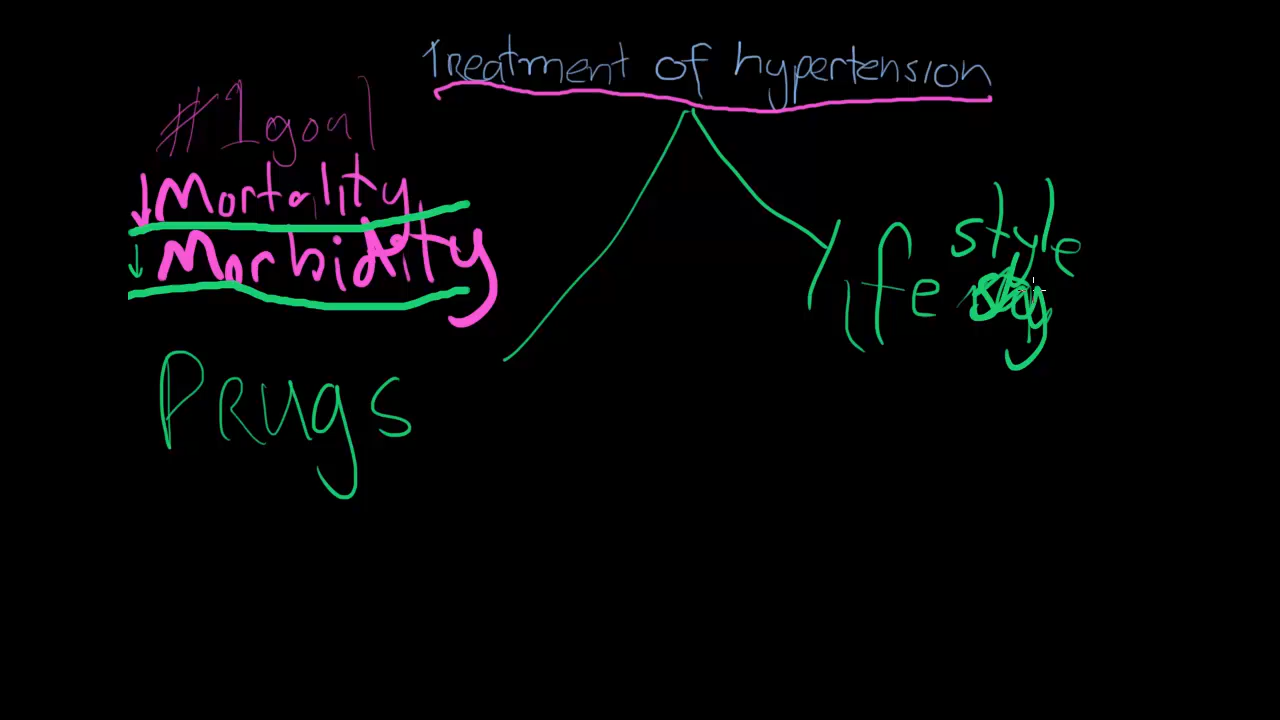 Treatment of hypertension
#1 goal
↓ Mortality
↓ Morbidity
life style
Drugs